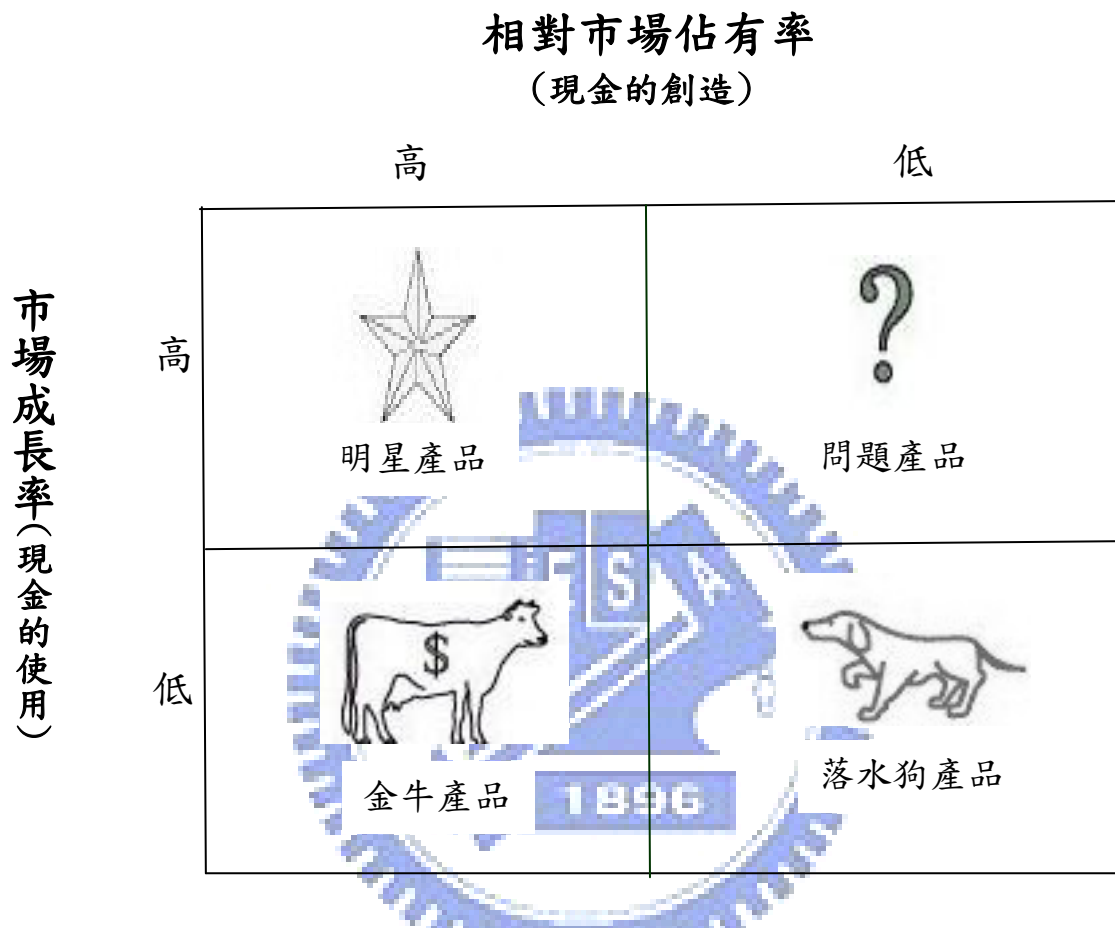 相對市場佔有率
（現金的創造）
高
低
市場成長率（現金的使用）
高
?
明星產品
問題產品
S
A
低
$
金牛產品
落水狗產品
1896